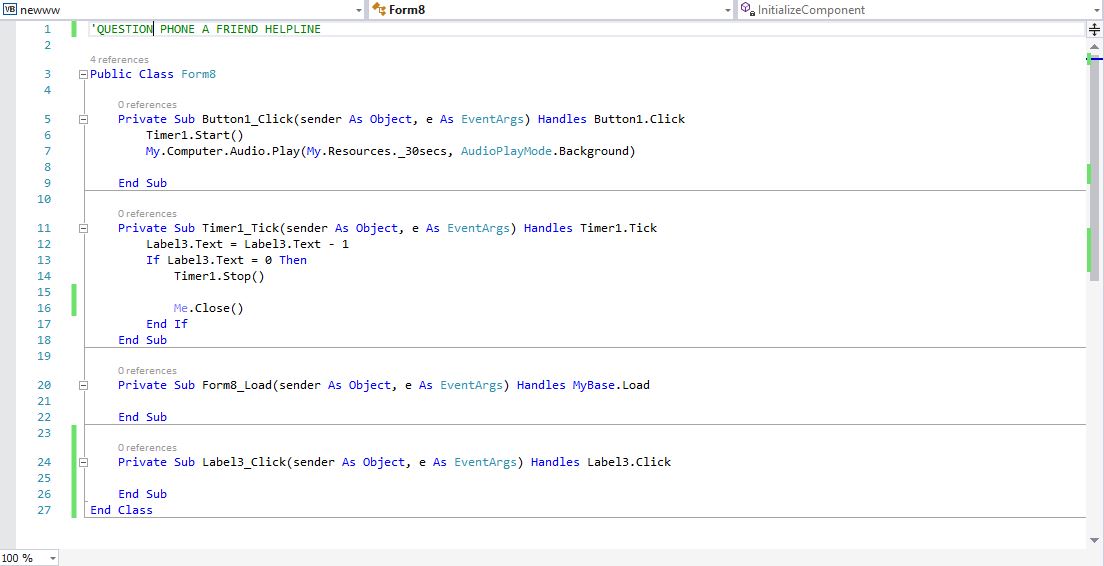 newww Form8 InitializeComponent
1 'QUESTION PHONE A FRIEND HELPLINE
2
4 references
3 Public Class Form8
4
0 references
5 Private Sub Button1_Click(sender As Object, e As EventArgs) Handles Button1.Click
6 Timer1.Start()
7 My.Computer.Audio.Play(My.Resources._30secs, AudioPlayMode.Background)
8
9 End Sub
10
0 references
11 Private Sub Timer1_Tick(sender As Object, e As EventArgs) Handles Timer1.Tick
12 Label3.Text = Label3.Text - 1
13 If Label3.Text = 0 Then
14 Timer1.Stop()
15
16 Me.Close()
17 End If
18 End Sub
19
0 references
20 Private Sub Form8_Load(sender As Object, e As EventArgs) Handles MyBase.Load
21
22 End Sub
23
0 references
24 Private Sub Label3_Click(sender As Object, e As EventArgs) Handles Label3.Click
25
26 End Sub
27 End Class
100 %